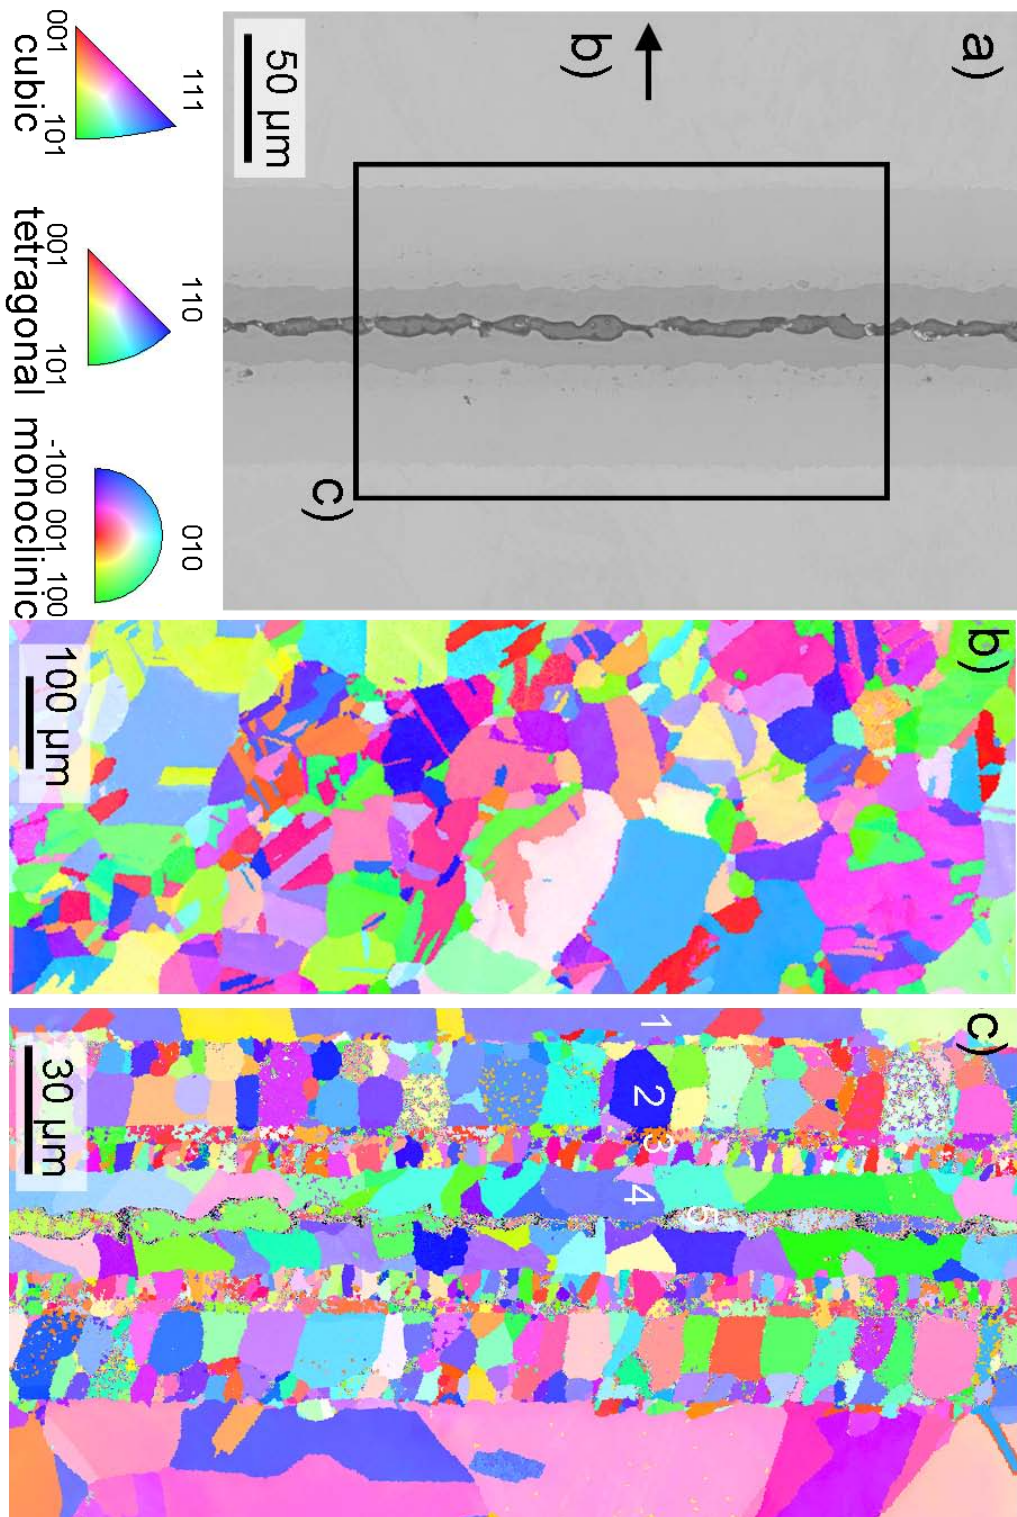 a)
b)
c)
50 µm
001
111
101
cubic
001
110
101
tetragonal
-100 001 100
010
monoclinic
b)
100 µm
c)
1
2
3
4
5
30 µm